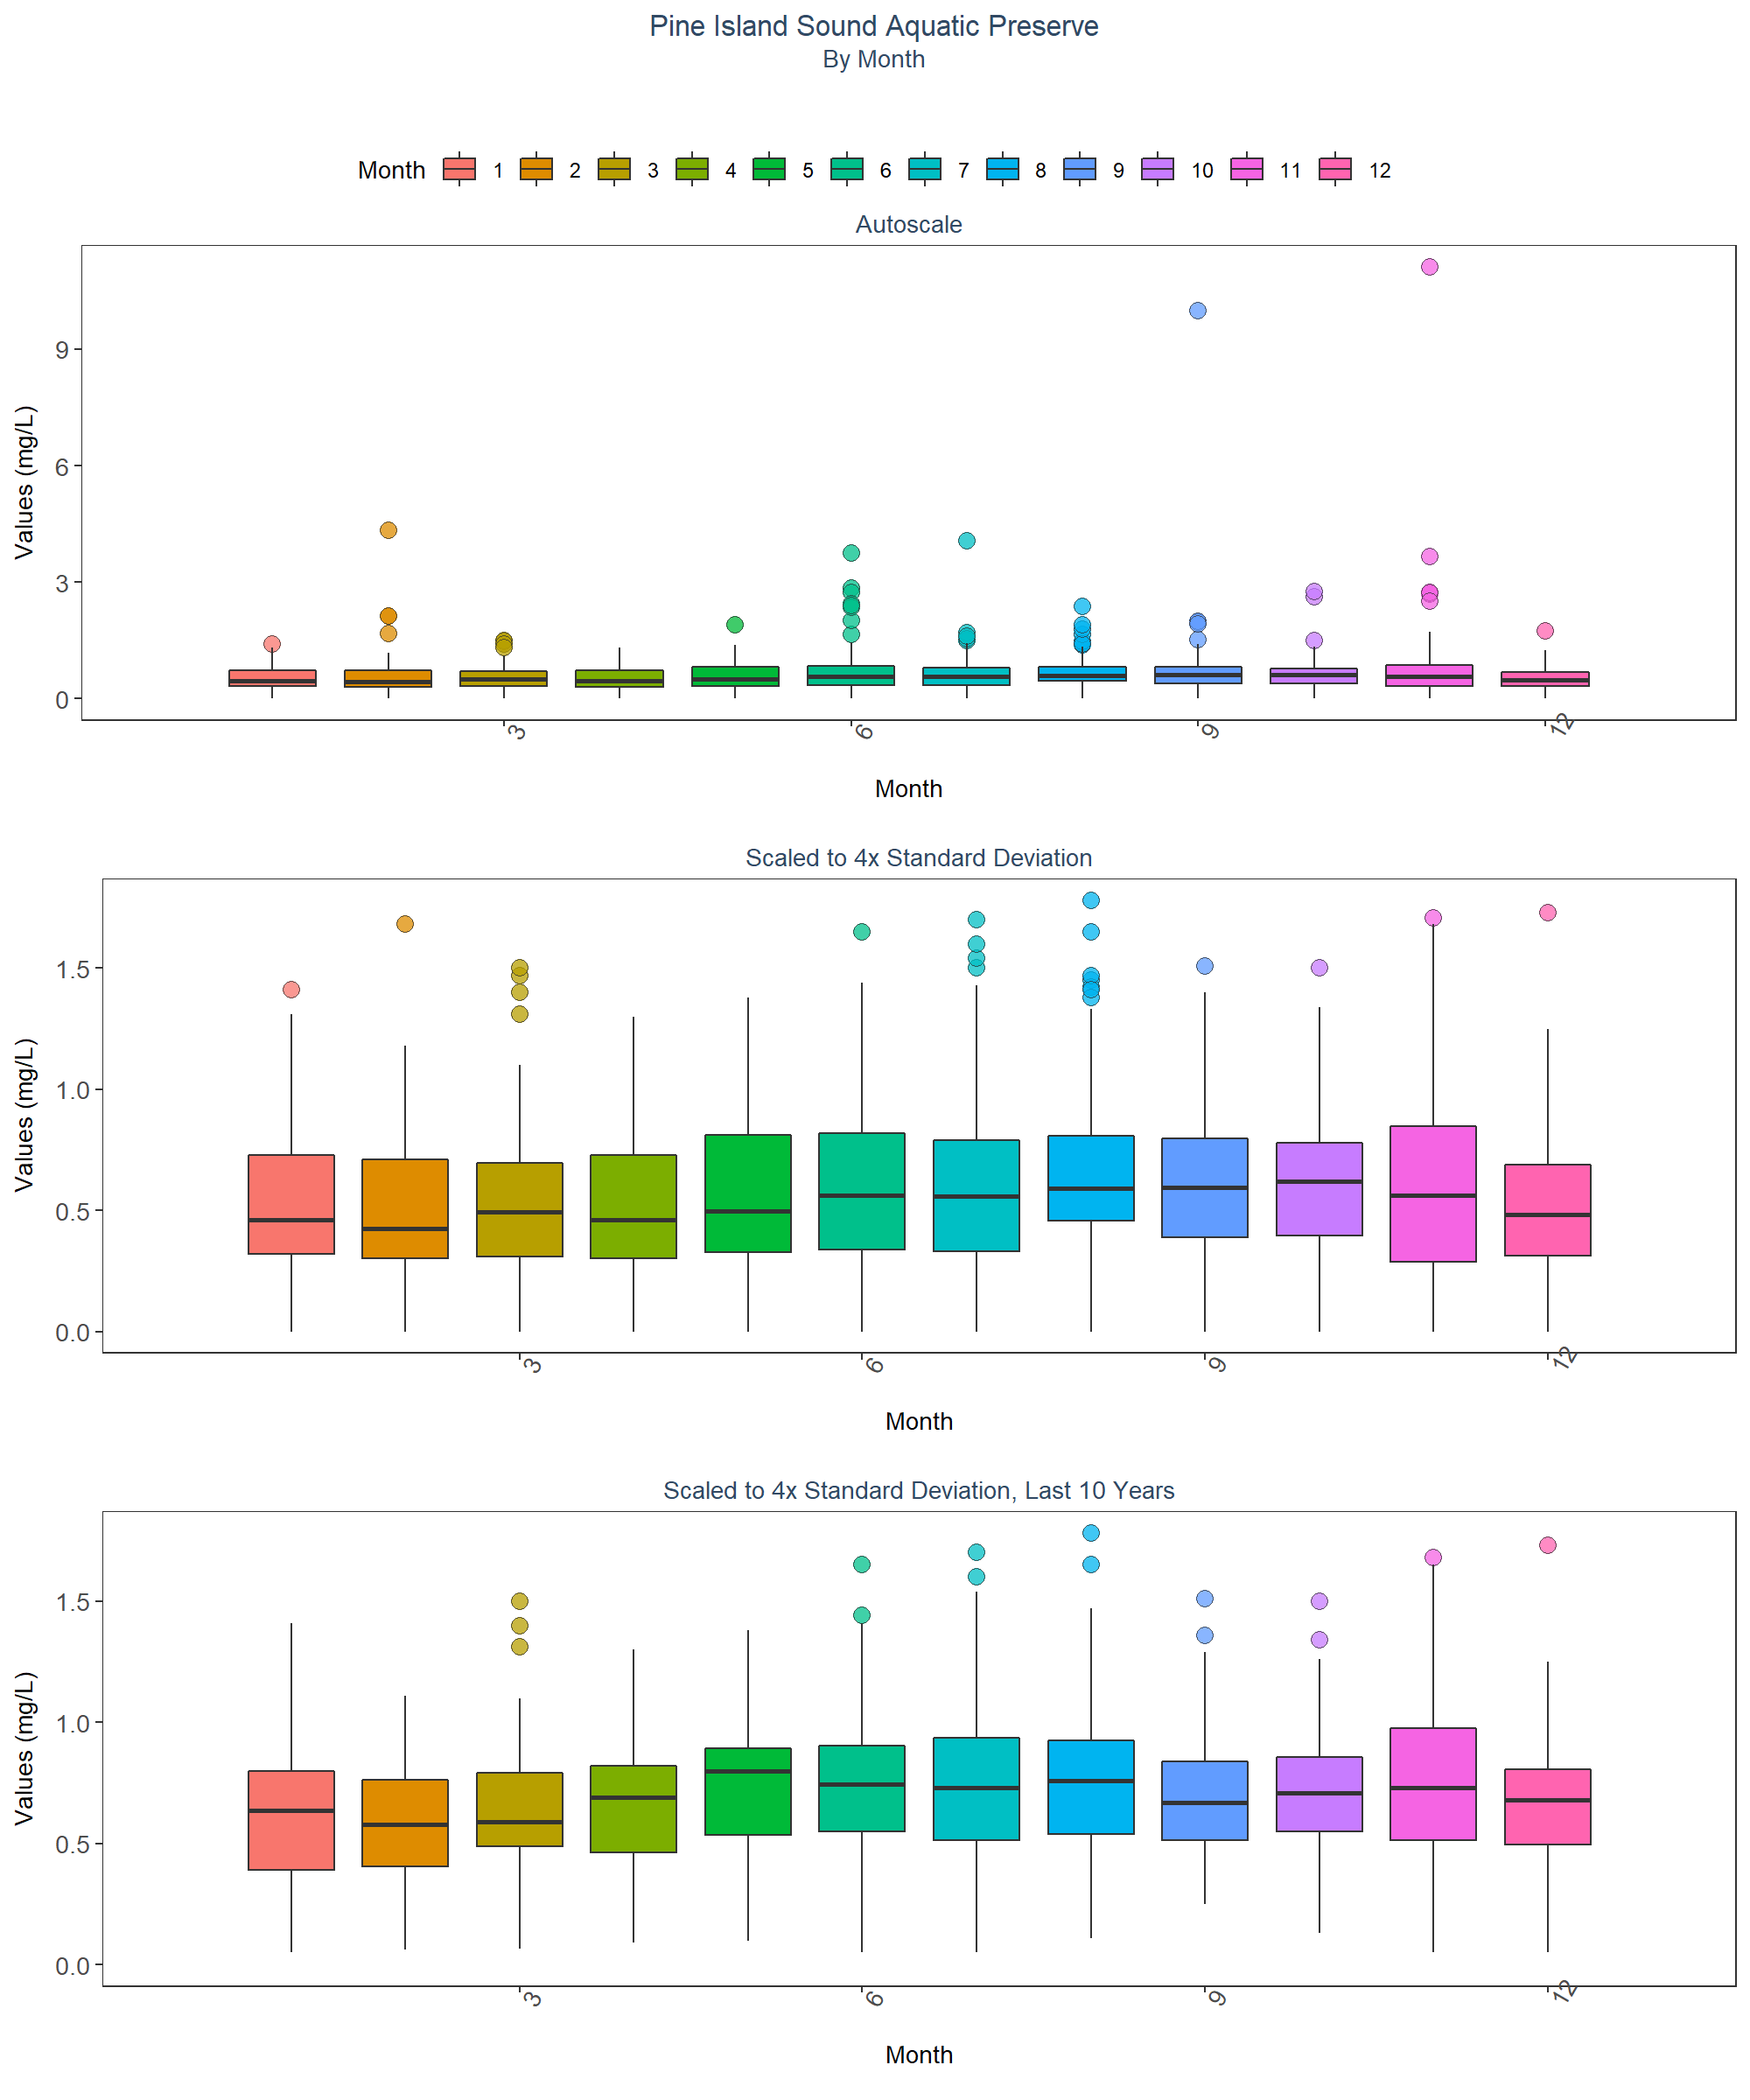 Pine Island Sound Aquatic Preserve
By Month
Month 1 2 3 4 5 6 7 8 9 10 11 12
Autoscale
Values (mg/L)
9
6
3
0
3 6 9 12
Month
Scaled to 4x Standard Deviation
Values (mg/L)
1.5
1.0
0.5
0.0
3 6 9 12
Month
Scaled to 4x Standard Deviation, Last 10 Years
Values (mg/L)
1.5
1.0
0.5
0.0
3 6 9 12
Month